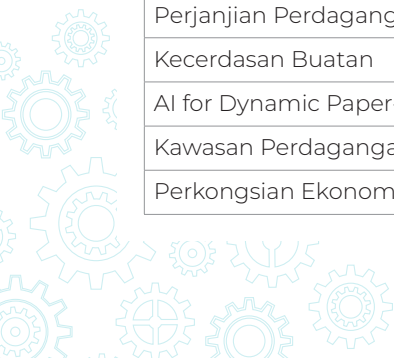 Perjanjian Perdagang
Kecerdasan Buatan
AI for Dynamic Paper
Kawasan Perdaganga
Perkongsian Ekonom